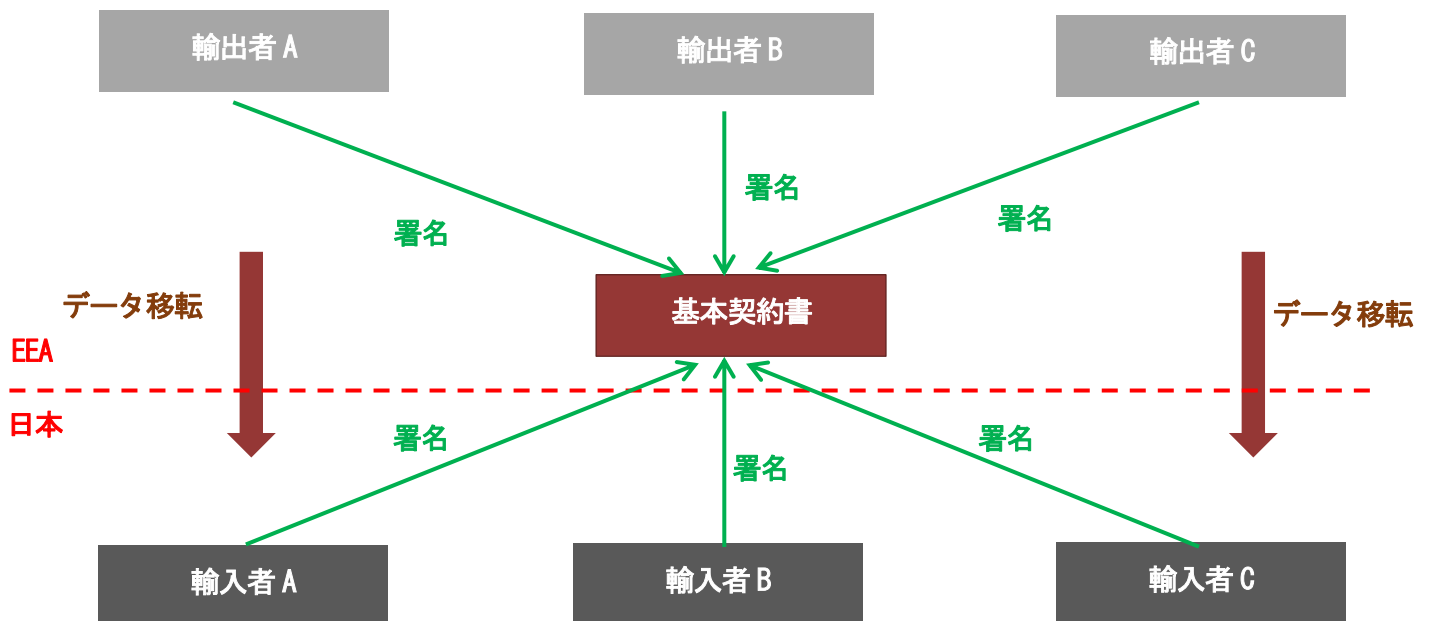 輸出者 A
輸出者 B
輸出者 C
署名
署名
署名
データ移転
基本契約書
データ移転
EEA
日本
署名
署名
署名
輸入者 A
輸入者 B
輸入者 C